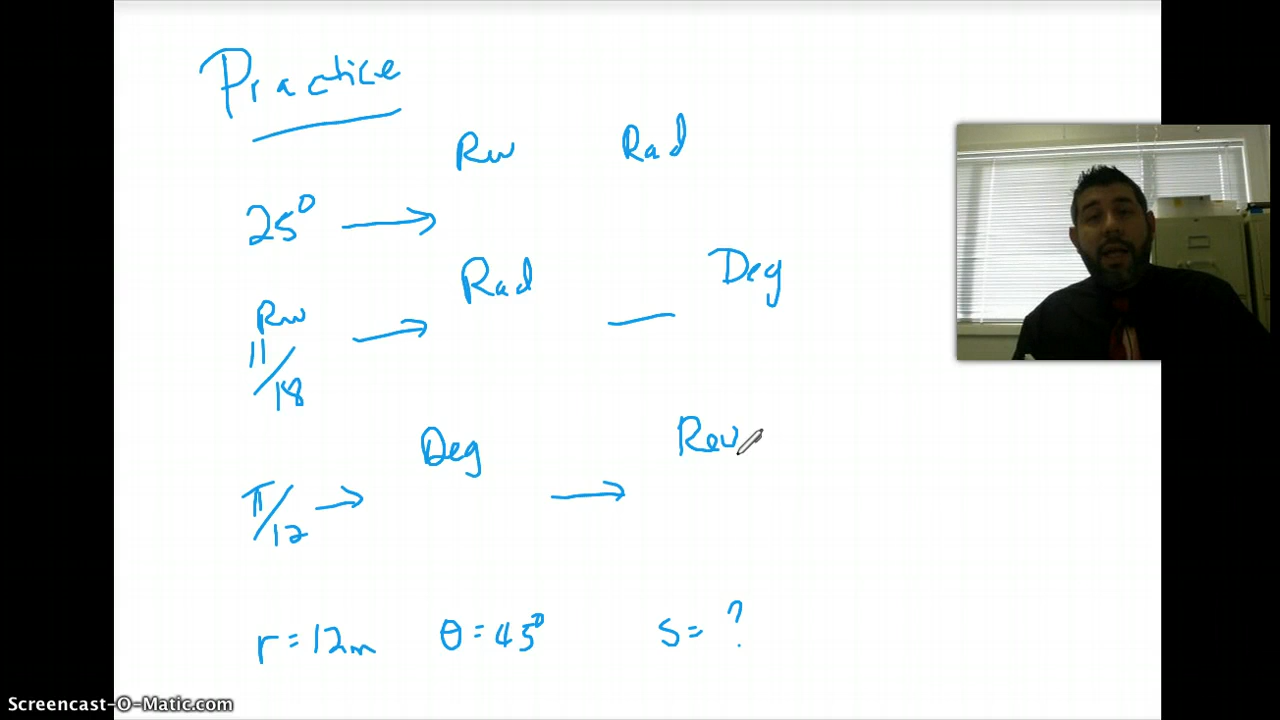 Practice
Rev Rad
25° →
Rad Deg
Rev
11/18 → —
Deg Rev
π/12 → →
r = 12m θ = 45° s = ?
Screencast-O-Matic.com